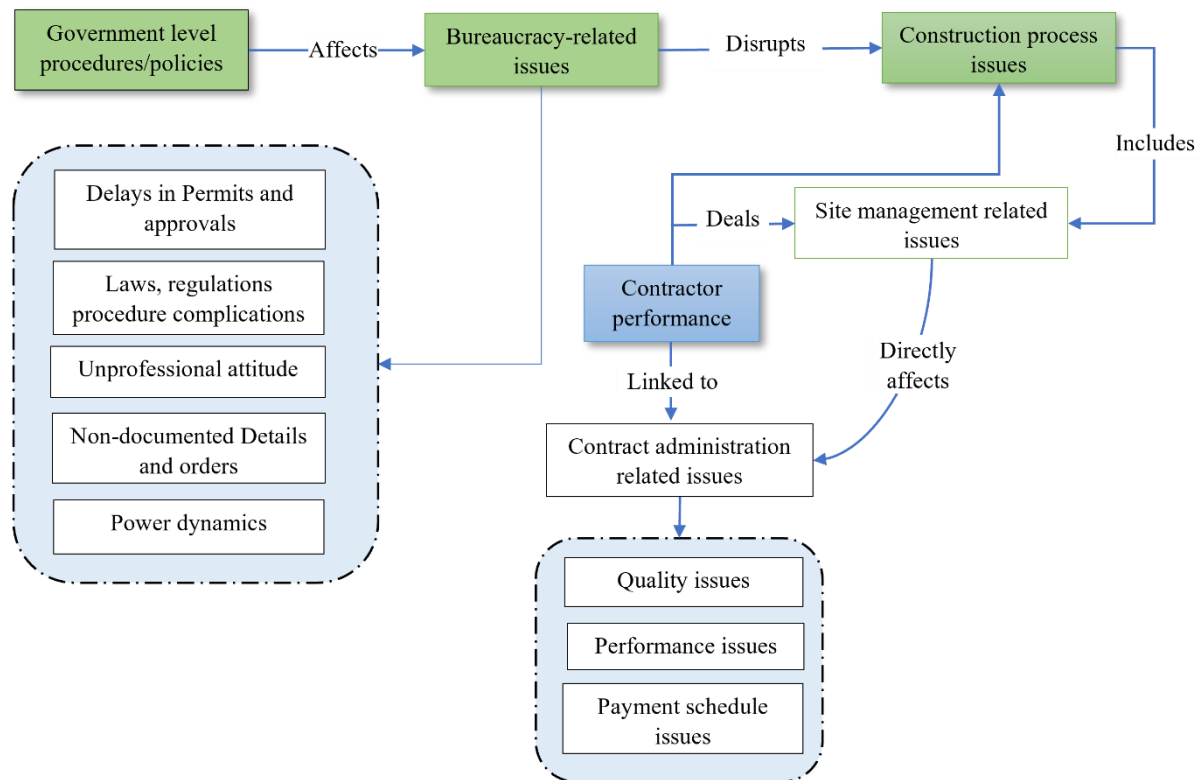 Government level
procedures/policies
Affects
Bureaucracy-related
issues
Disrupts
Construction process
issues
Includes
Delays in Permits and
approvals
Laws, regulations
procedure complications
Unprofessional attitude
Non-documented Details
and orders
Power dynamics
Deals
Site management related
issues
Contractor
performance
Directly
affects
Linked to
Contract administration
related issues
Quality issues
Performance issues
Payment schedule
issues